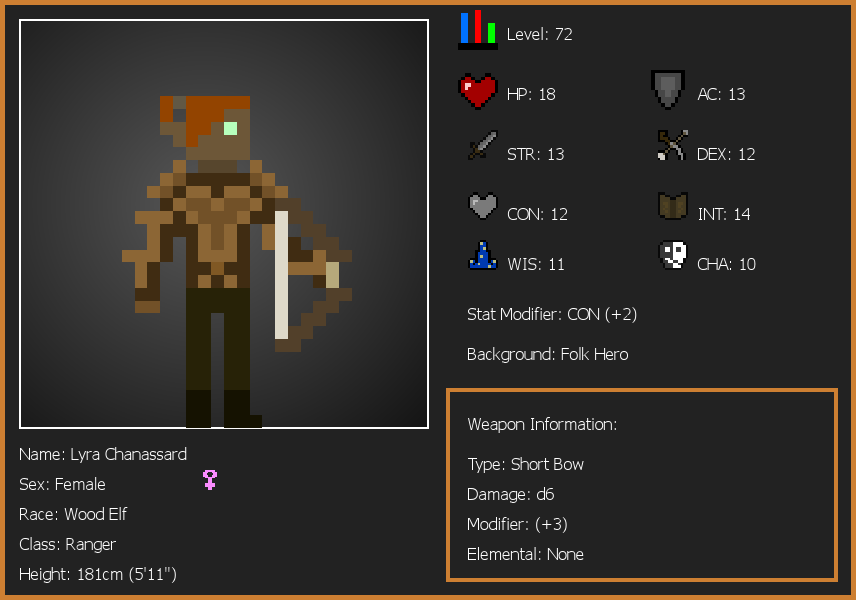 Level: 72
HP: 18
AC: 13
STR: 13
DEX: 12
CON: 12
INT: 14
WIS: 11
CHA: 10
Stat Modifier: CON (+2)
Background: Folk Hero
Weapon Information:
Type: Short Bow
Damage: d6
Modifier: (+3)
Elemental: None
Name: Lyra Chanassard
Sex: Female
Race: Wood Elf
Class: Ranger
Height: 181cm (5'11")